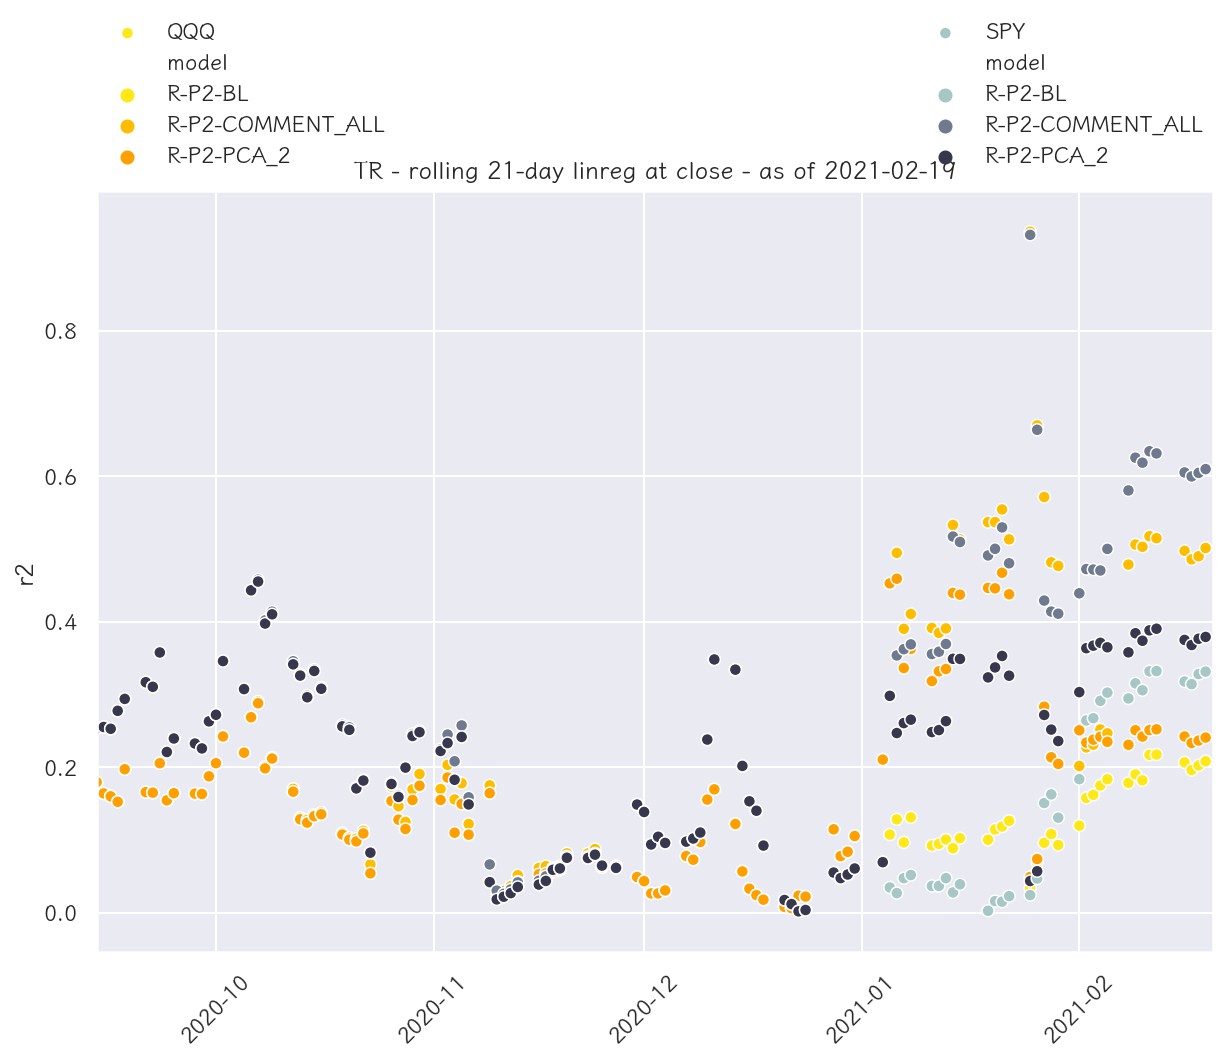 QQQ
model
R-P2-BL
R-P2-COMMENT_ALL
R-P2-PCA_2
SPY
model
R-P2-BL
R-P2-COMMENT_ALL
R-P2-PCA_2
TR - rolling 21-day linreg at close - as of 2021-02-19
r2
0.8
0.6
0.4
0.2
0.0
2020-10
2020-11
2020-12
2021-01
2021-02